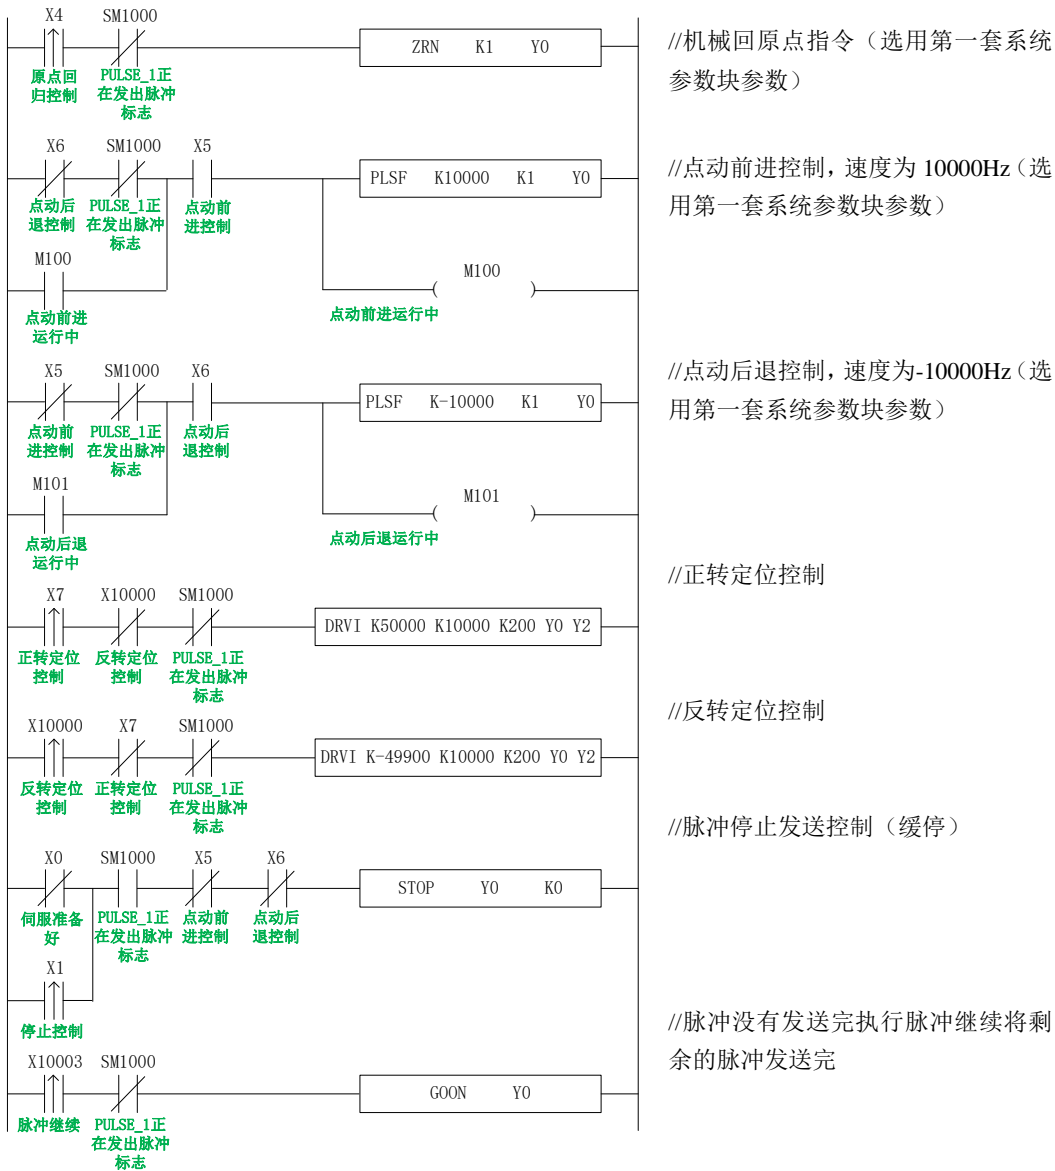 X4 SM1000
ZRN K1 Y0
原点回
归控制
PULSE_1正
在发出脉冲
标志
//机械回原点指令（选用第一套系统
参数块参数）
X6 SM1000 X5
PLSF K10000 K1 Y0
点动后
退控制
PULSE_1正
在发出脉冲
标志
点动前
进控制
//点动前进控制，速度为 10000Hz（选
用第一套系统参数块参数）
M100
点动前进
运行中
M100
点动前进运行中
X5 SM1000 X6
PLSF K-10000 K1 Y0
点动前
进控制
PULSE_1正
在发出脉冲
标志
点动后
退控制
//点动后退控制，速度为-10000Hz（选
用第一套系统参数块参数）
M101
点动后退
运行中
M101
点动后退运行中
//正转定位控制
X7 X10000 SM1000
DRVI K50000 K10000 K200 Y0 Y2
正转定位
控制
反转定位
控制
PULSE_1正
在发出脉冲
标志
//反转定位控制
X10000 X7 SM1000
DRVI K-49900 K10000 K200 Y0 Y2
反转定位
控制
正转定位
控制
PULSE_1正
在发出脉冲
标志
//脉冲停止发送控制（缓停）
X0 SM1000 X5 X6
STOP Y0 K0
伺服准备
好
PULSE_1正
在发出脉冲
标志
点动前
进控制
点动后
退控制
X1
停止控制
//脉冲没有发送完执行脉冲继续将剩
余的脉冲发送完
X10003 SM1000
GOON Y0
脉冲继续
PULSE_1正
在发出脉冲
标志